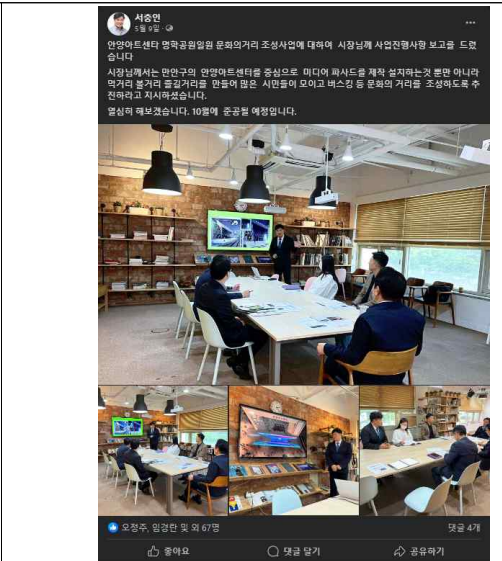 서중인
5월 9일 ·
안양아트센타 명학공원일원 문화의거리 조성사업에 대하여 시장님께 사업진행사항 보고를 드렸
습니다
시장님께서는 만안구의 안양아트센타를 중심으로 미디어 파사드를 제작 설치하는것 뿐만 아니라
먹거리 볼거리 즐길거리를 만들어 많은 시민들이 모이고 버스킹 등 문화의 거리를 조성하도록 추
진하라고 지시하셨습니다.
열심히 해보겠습니다. 10월에 준공될 예정입니다.
오정주, 임경란 및 외 67명
댓글 4개
좋아요
댓글 달기
공유하기